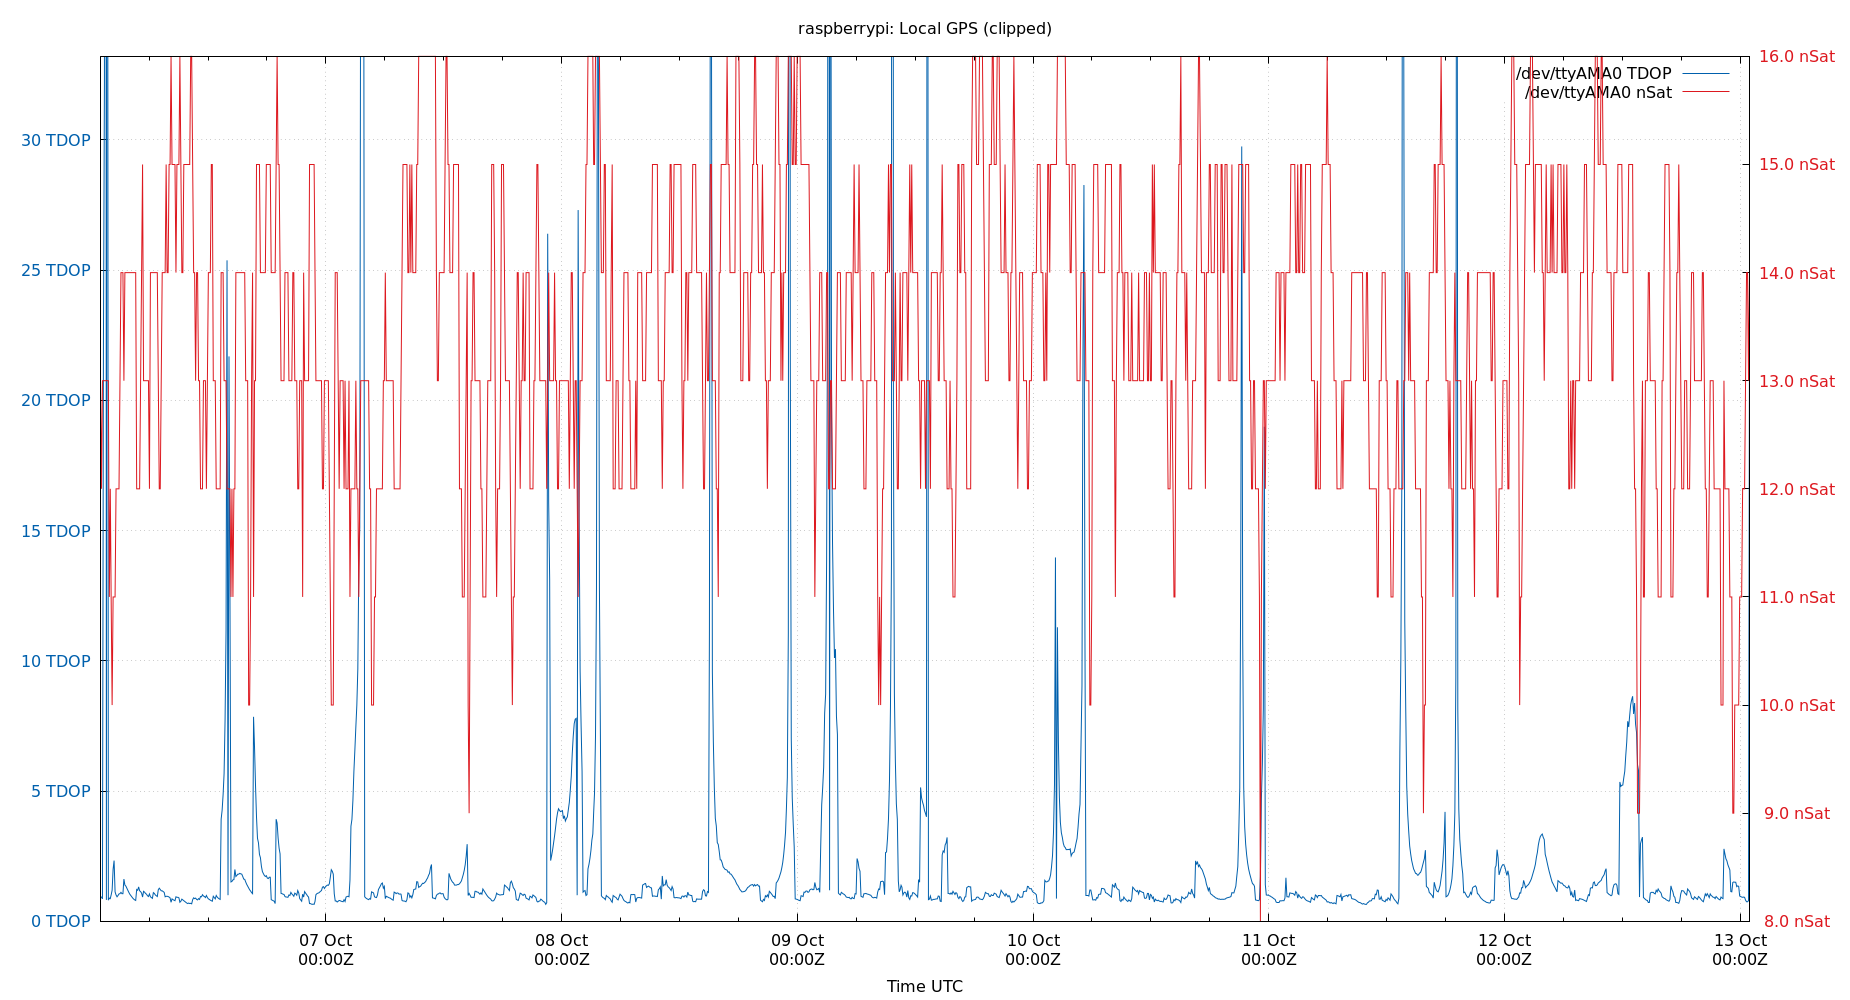 raspberrypi: Local GPS (clipped)
/dev/ttyAMA0 TDOP
/dev/ttyAMA0 nSat
30 TDOP
25 TDOP
20 TDOP
15 TDOP
10 TDOP
5 TDOP
0 TDOP
16.0 nSat
15.0 nSat
14.0 nSat
13.0 nSat
12.0 nSat
11.0 nSat
10.0 nSat
9.0 nSat
8.0 nSat
07 Oct
00:00Z
08 Oct
00:00Z
09 Oct
00:00Z
10 Oct
00:00Z
11 Oct
00:00Z
12 Oct
00:00Z
13 Oct
00:00Z
Time UTC